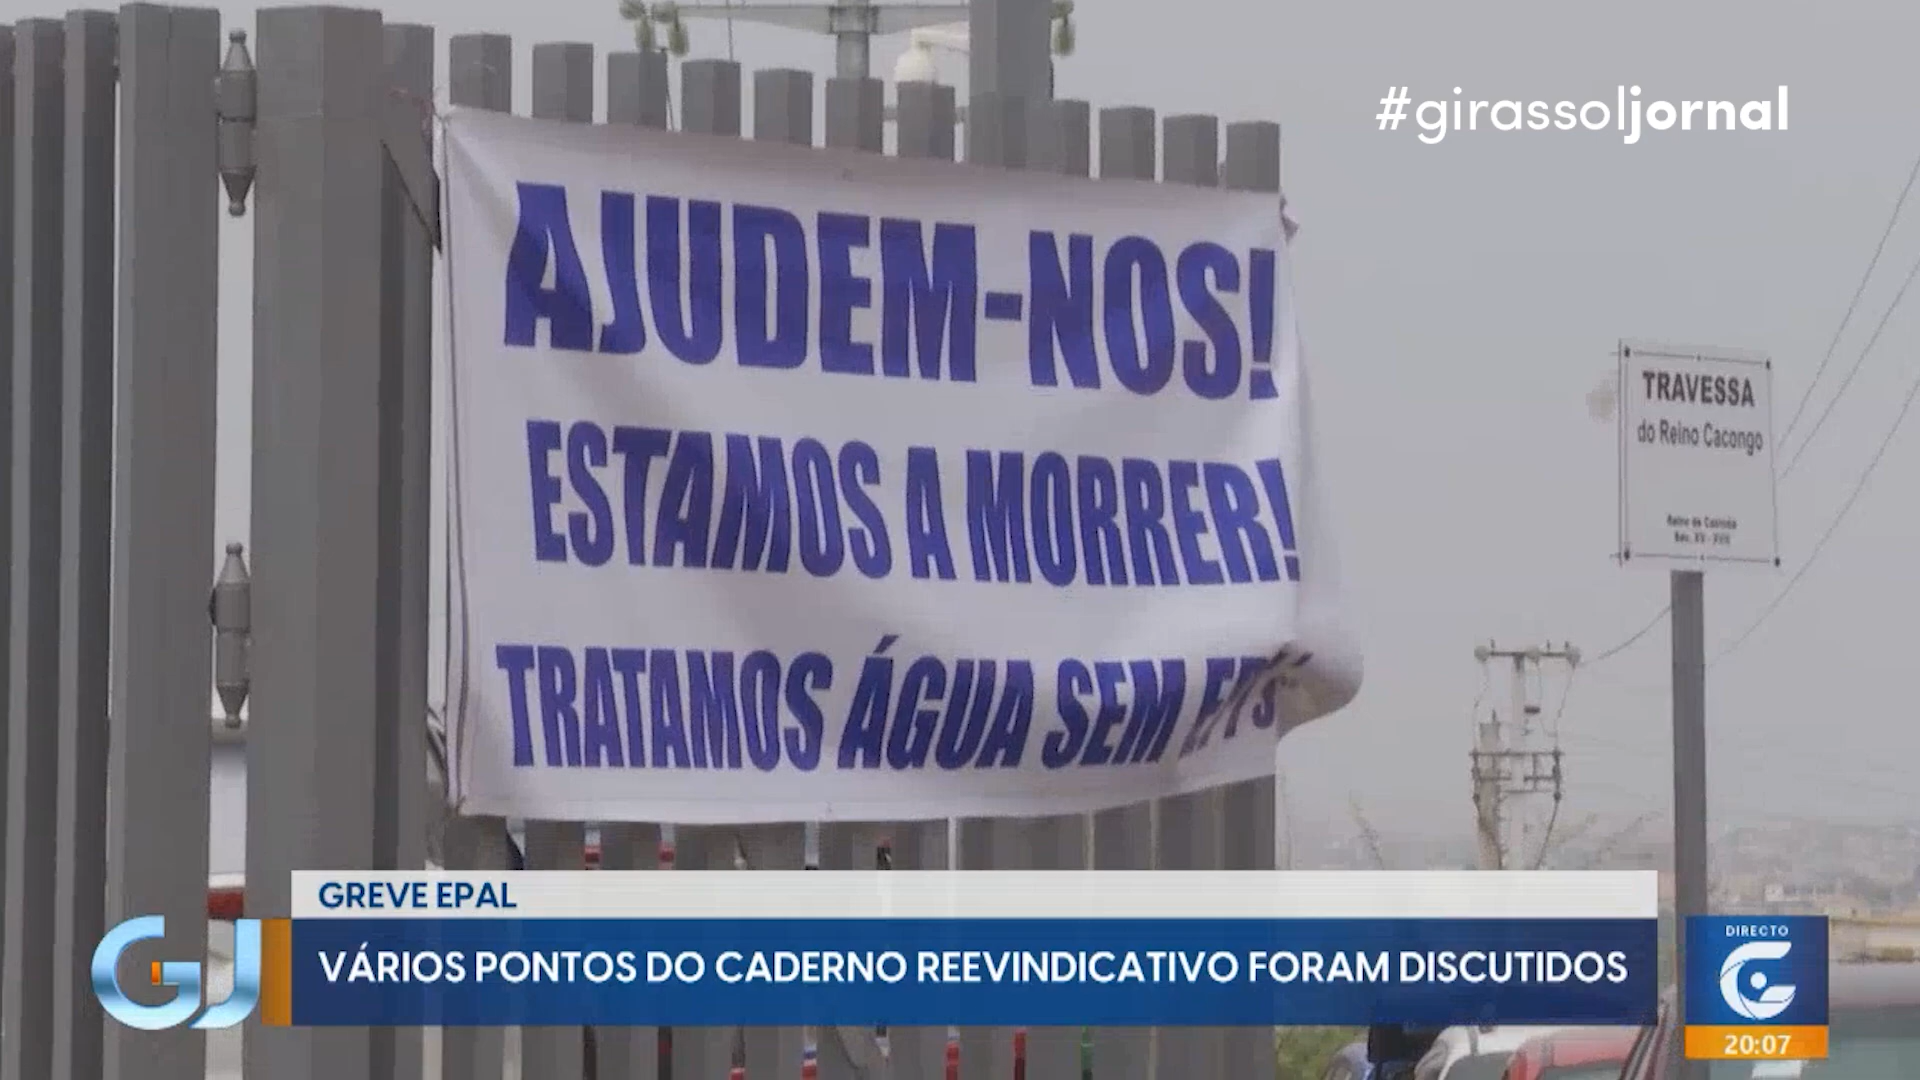 #girassoljornal
AJUDEM-NOS!
ESTAMOS A MORRER!
TRATAMOS ÁGUA SEM
TRAVESSA
do Reino Cacongo
GREVE EPAL
VÁRIOS PONTOS DO CADERNO REEVINDICATIVO FORAM DISCUTIDOS
GJ
DIRECTO
20:07